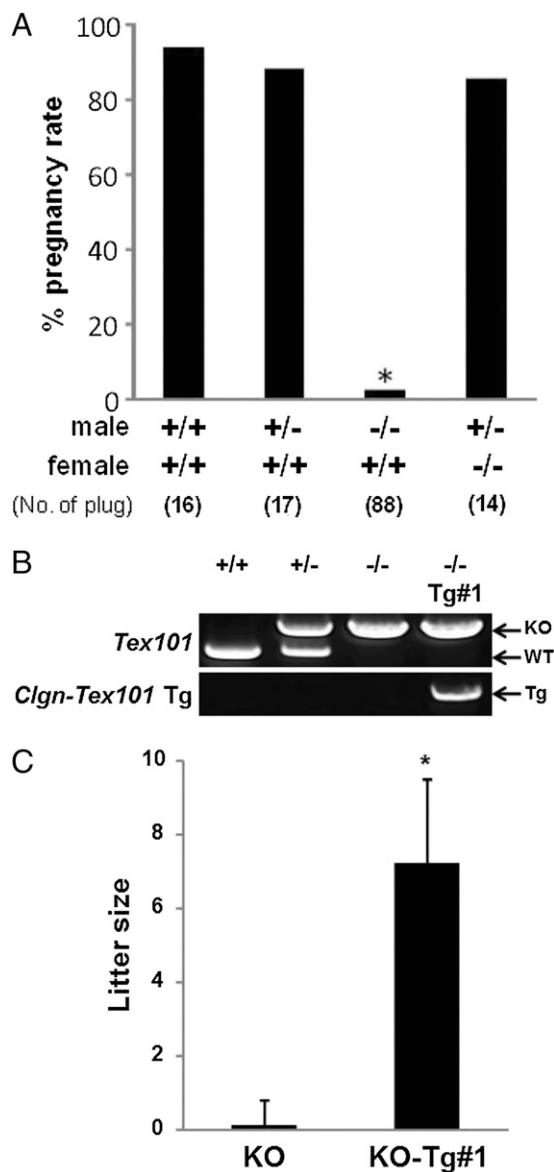 A
100
80
60
40
20
0
% pregnancy rate
*
male +/+ +/- -/- +/-
female +/+ +/+ +/+ -/-
(No. of plug) (16) (17) (88) (14)
B
+/+ +/- -/- -/-
Tg#1
Tex101
KO
WT
Clgn-Tex101 Tg
Tg
C
10
8
6
4
2
0
Litter size
*
KO KO-Tg#1